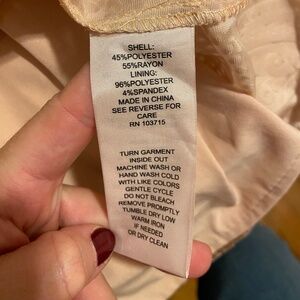 SHELL:
45%POLYESTER
55%RAYON
LINING:
96%POLYESTER
4%SPANDEX
MADE IN CHINA
SEE REVERSE FOR
CARE
RN 103715
TURN GARMENT
INSIDE OUT
MACHINE WASH OR
HAND WASH COLD
WITH LIKE COLORS
GENTLE CYCLE
DO NOT BLEACH
REMOVE PROMPTLY
TUMBLE DRY LOW
WARM IRON
IF NEEDED
OR DRY CLEAN